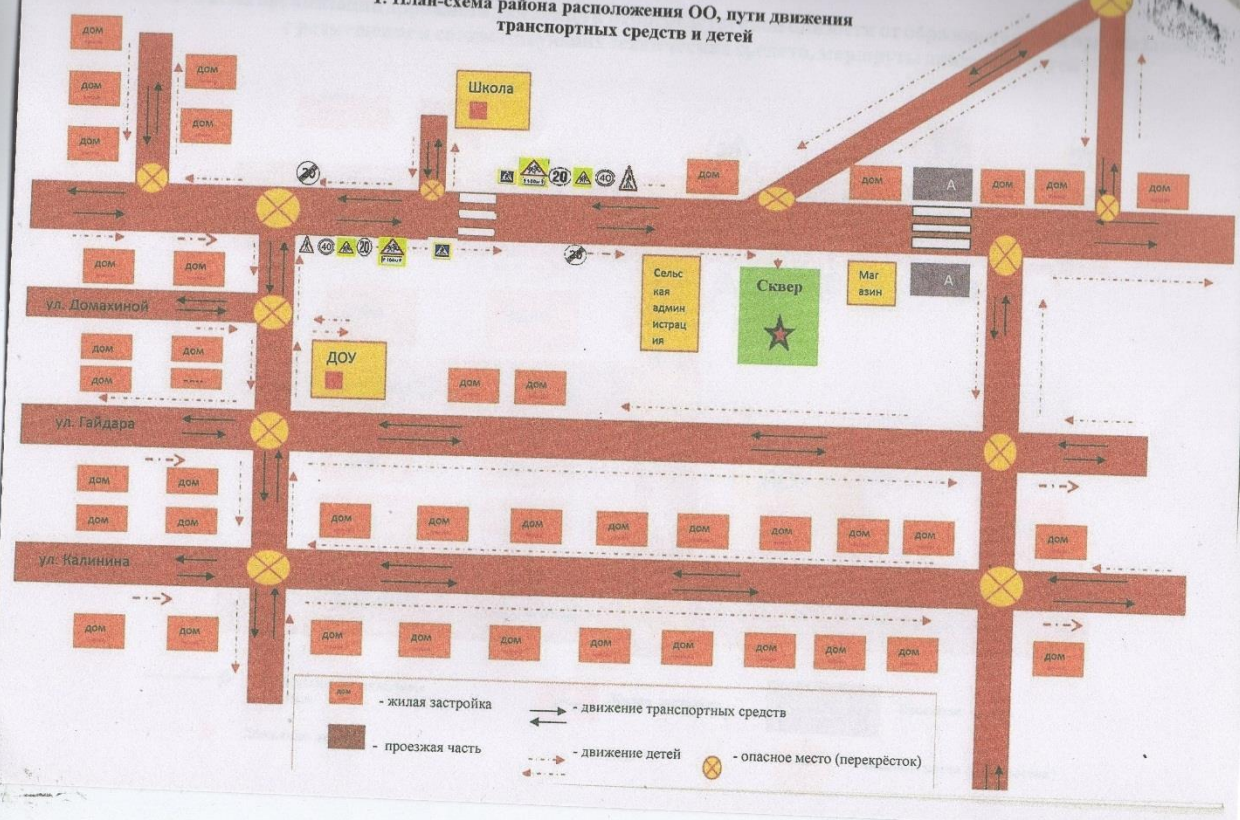 1. План-схема района расположения ОО, пути движения
транспортных средств и детей
дом
дом
дом
дом
дом
Школа
20
20
40
дом
дом
А
дом
дом
дом
40
20
20
дом
дом
Сельс
кая
админ
истрац
ия
Сквер
Маг
азин
А
ул. Домахиной
дом
дом
дом
ДОУ
дом
дом
ул. Гайдара
дом
дом
дом
дом
дом
дом
дом
дом
дом
дом
дом
дом
дом
ул. Калинина
дом
дом
дом
дом
дом
дом
дом
дом
дом
дом
дом
дом - жилая застройка
- движение транспортных средств
- проезжая часть
- движение детей
- опасное место (перекрёсток)